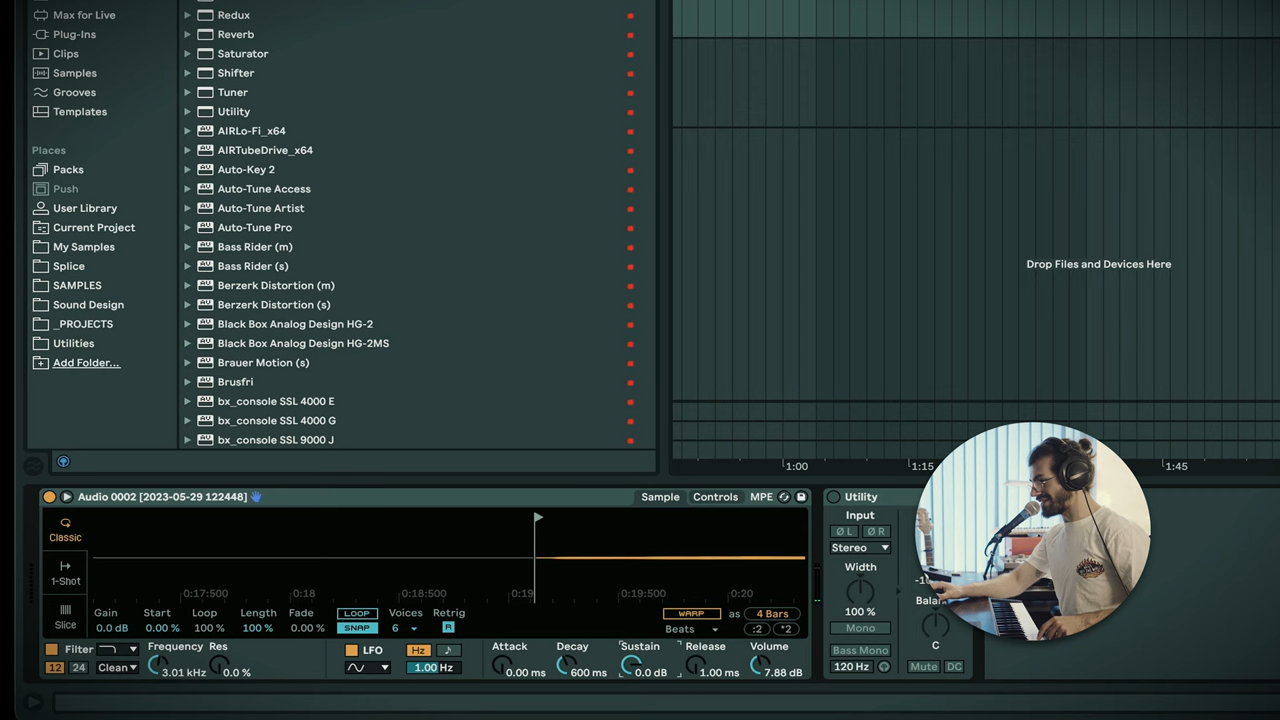 Max for Live
Plug-Ins
Clips
Samples
Grooves
Templates
Places
Packs
Push
User Library
Current Project
My Samples
Splice
SAMPLES
Sound Design
_PROJECTS
Utilities
Add Folder...
Redux
Reverb
Saturator
Shifter
Tuner
Utility
AIRLo-Fi_x64
AIRTubeDrive_x64
Auto-Key 2
Auto-Tune Access
Auto-Tune Artist
Auto-Tune Pro
Bass Rider (m)
Bass Rider (s)
Berzerk Distortion (m)
Berzerk Distortion (s)
Black Box Analog Design HG-2
Black Box Analog Design HG-2MS
Brauer Motion (s)
Brusfri
bx_console SSL 4000 E
bx_console SSL 4000 G
bx_console SSL 9000 J
Drop Files and Devices Here
1:00 1:15 1:45
Audio 0002 [2023-05-29 122448] Sample Controls MPE
Classic
1-Shot
Slice
0:17:500 0:18 0:18:500 0:19 0:19:500 0:20
Gain Start Loop Length Fade LOOP Voices Retrig WARP as 4 Bars
0.0 dB 0.00 % 100 % 100 % 0.00 % SNAP 6 R Beats :2 *2
Filter Frequency Res LFO Hz Attack Decay Sustain Release Volume
12 24 Clean 3.01 kHz 0.0 % 1.00 Hz 0.00 ms 600 ms 0.0 dB 1.00 ms 7.88 dB
Utility
Input
Ø L Ø R
Stereo
Width
100 %
Mono
Bass Mono
120 Hz
C
Mute DC